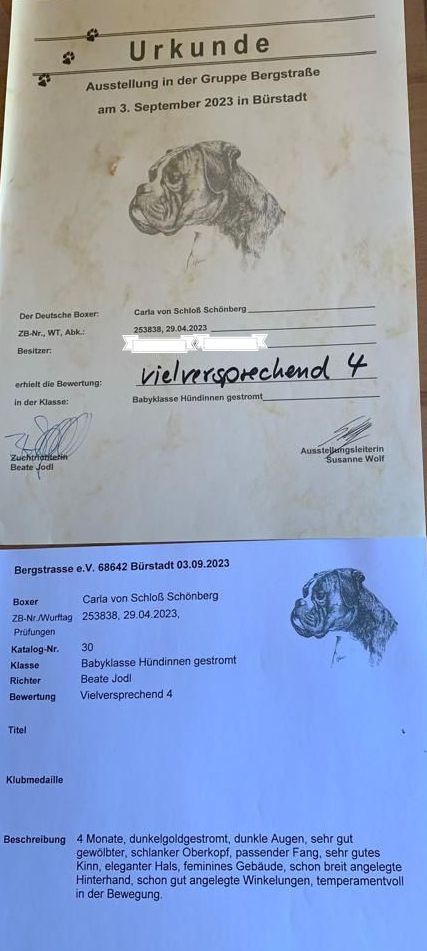 Urkunde
Ausstellung in der Gruppe Bergstraße
am 3. September 2023 in Bürstadt
Der Deutsche Boxer: Carla von Schloß Schönberg
ZB-Nr., WT, Abk.: 253838, 29.04.2023
Besitzer:
erhielt die Bewertung: vielversprechend 4
in der Klasse: Babyklasse Hündinnen gestromt
Zuchtrichterin Ausstellungsleiterin
Beate Jodl Susanne Wolf
Bergstrasse e.V. 68642 Bürstadt 03.09.2023
Boxer Carla von Schloß Schönberg
ZB-Nr./Wurftag 253838, 29.04.2023,
Prüfungen
Katalog-Nr. 30
Klasse Babyklasse Hündinnen gestromt
Richter Beate Jodl
Bewertung Vielversprechend 4
Titel
Klubmedaille
Beschreibung 4 Monate, dunkelgoldgestromt, dunkle Augen, sehr gut
gewölbter, schlanker Oberkopf, passender Fang, sehr gutes
Kinn, eleganter Hals, feminines Gebäude, schon breit angelegte
Hinterhand, schon gut angelegte Winkelungen, temperamentvoll
in der Bewegung.